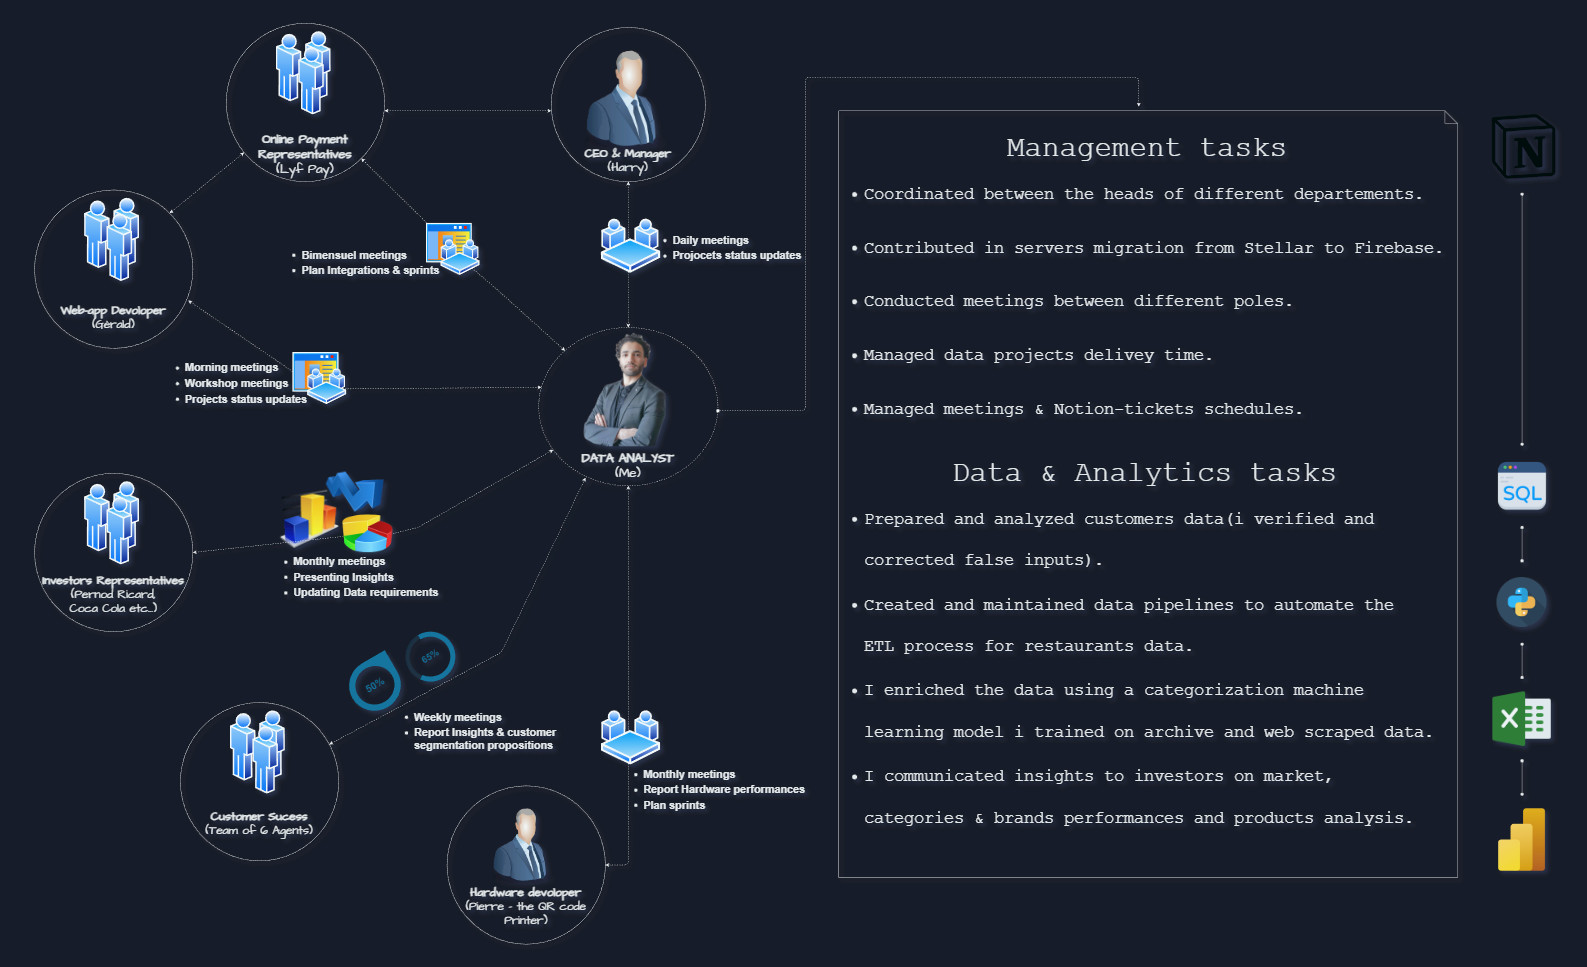 Online Payment
Representatives
(Lyf Pay)
CEO & Manager
(Harry)
Web-app Devoloper
(Gérald)
• Bimensuel meetings
• Plan Integrations & sprints
• Daily meetings
• Projocets status updates
• Morning meetings
• Workshop meetings
• Projects status updates
DATA ANALYST
(Me)
Investors Representatives
(Pernod Ricard,
Coca Cola etc...)
• Monthly meetings
• Presenting Insights
• Updating Data requirements
50%
65%
Customer Sucess
(Team of 6 Agents)
• Weekly meetings
• Report Insights & customer
segmentation propositions
• Monthly meetings
• Report Hardware performances
• Plan sprints
Hardware devoloper
(Pierre - the QR code
Printer)
Management tasks
• Coordinated between the heads of different departements.
• Contributed in servers migration from Stellar to Firebase.
• Conducted meetings between different poles.
• Managed data projects delivey time.
• Managed meetings & Notion-tickets schedules.
Data & Analytics tasks
• Prepared and analyzed customers data(i verified and
corrected false inputs).
• Created and maintained data pipelines to automate the
ETL process for restaurants data.
• I enriched the data using a categorization machine
learning model i trained on archive and web scraped data.
• I communicated insights to investors on market,
categories & brands performances and products analysis.
N
SQL
X